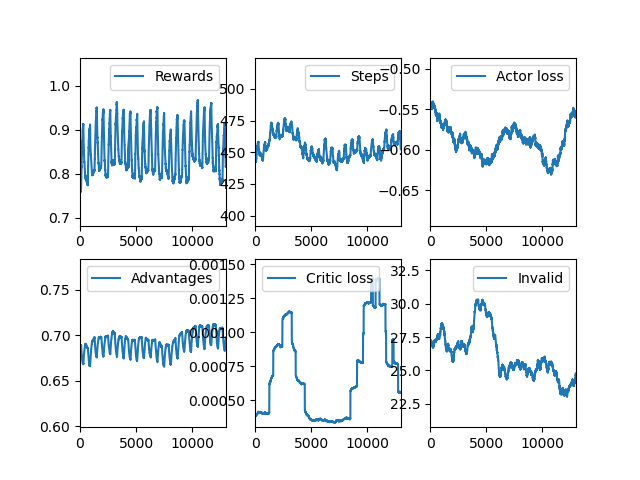 Rewards
1.0
0.9
0.8
0.7
0 5000 10000
Steps
500
475
450
425
400
0 5000 10000
Actor loss
−0.50
−0.55
−0.60
−0.65
0 5000 10000
Advantages
0.75
0.70
0.65
0.60
0 5000 10000
Critic loss
0.00150
0.00125
0.00100
0.00075
0.00050
0 5000 10000
Invalid
32.5
30.0
27.5
25.0
22.5
0 5000 10000